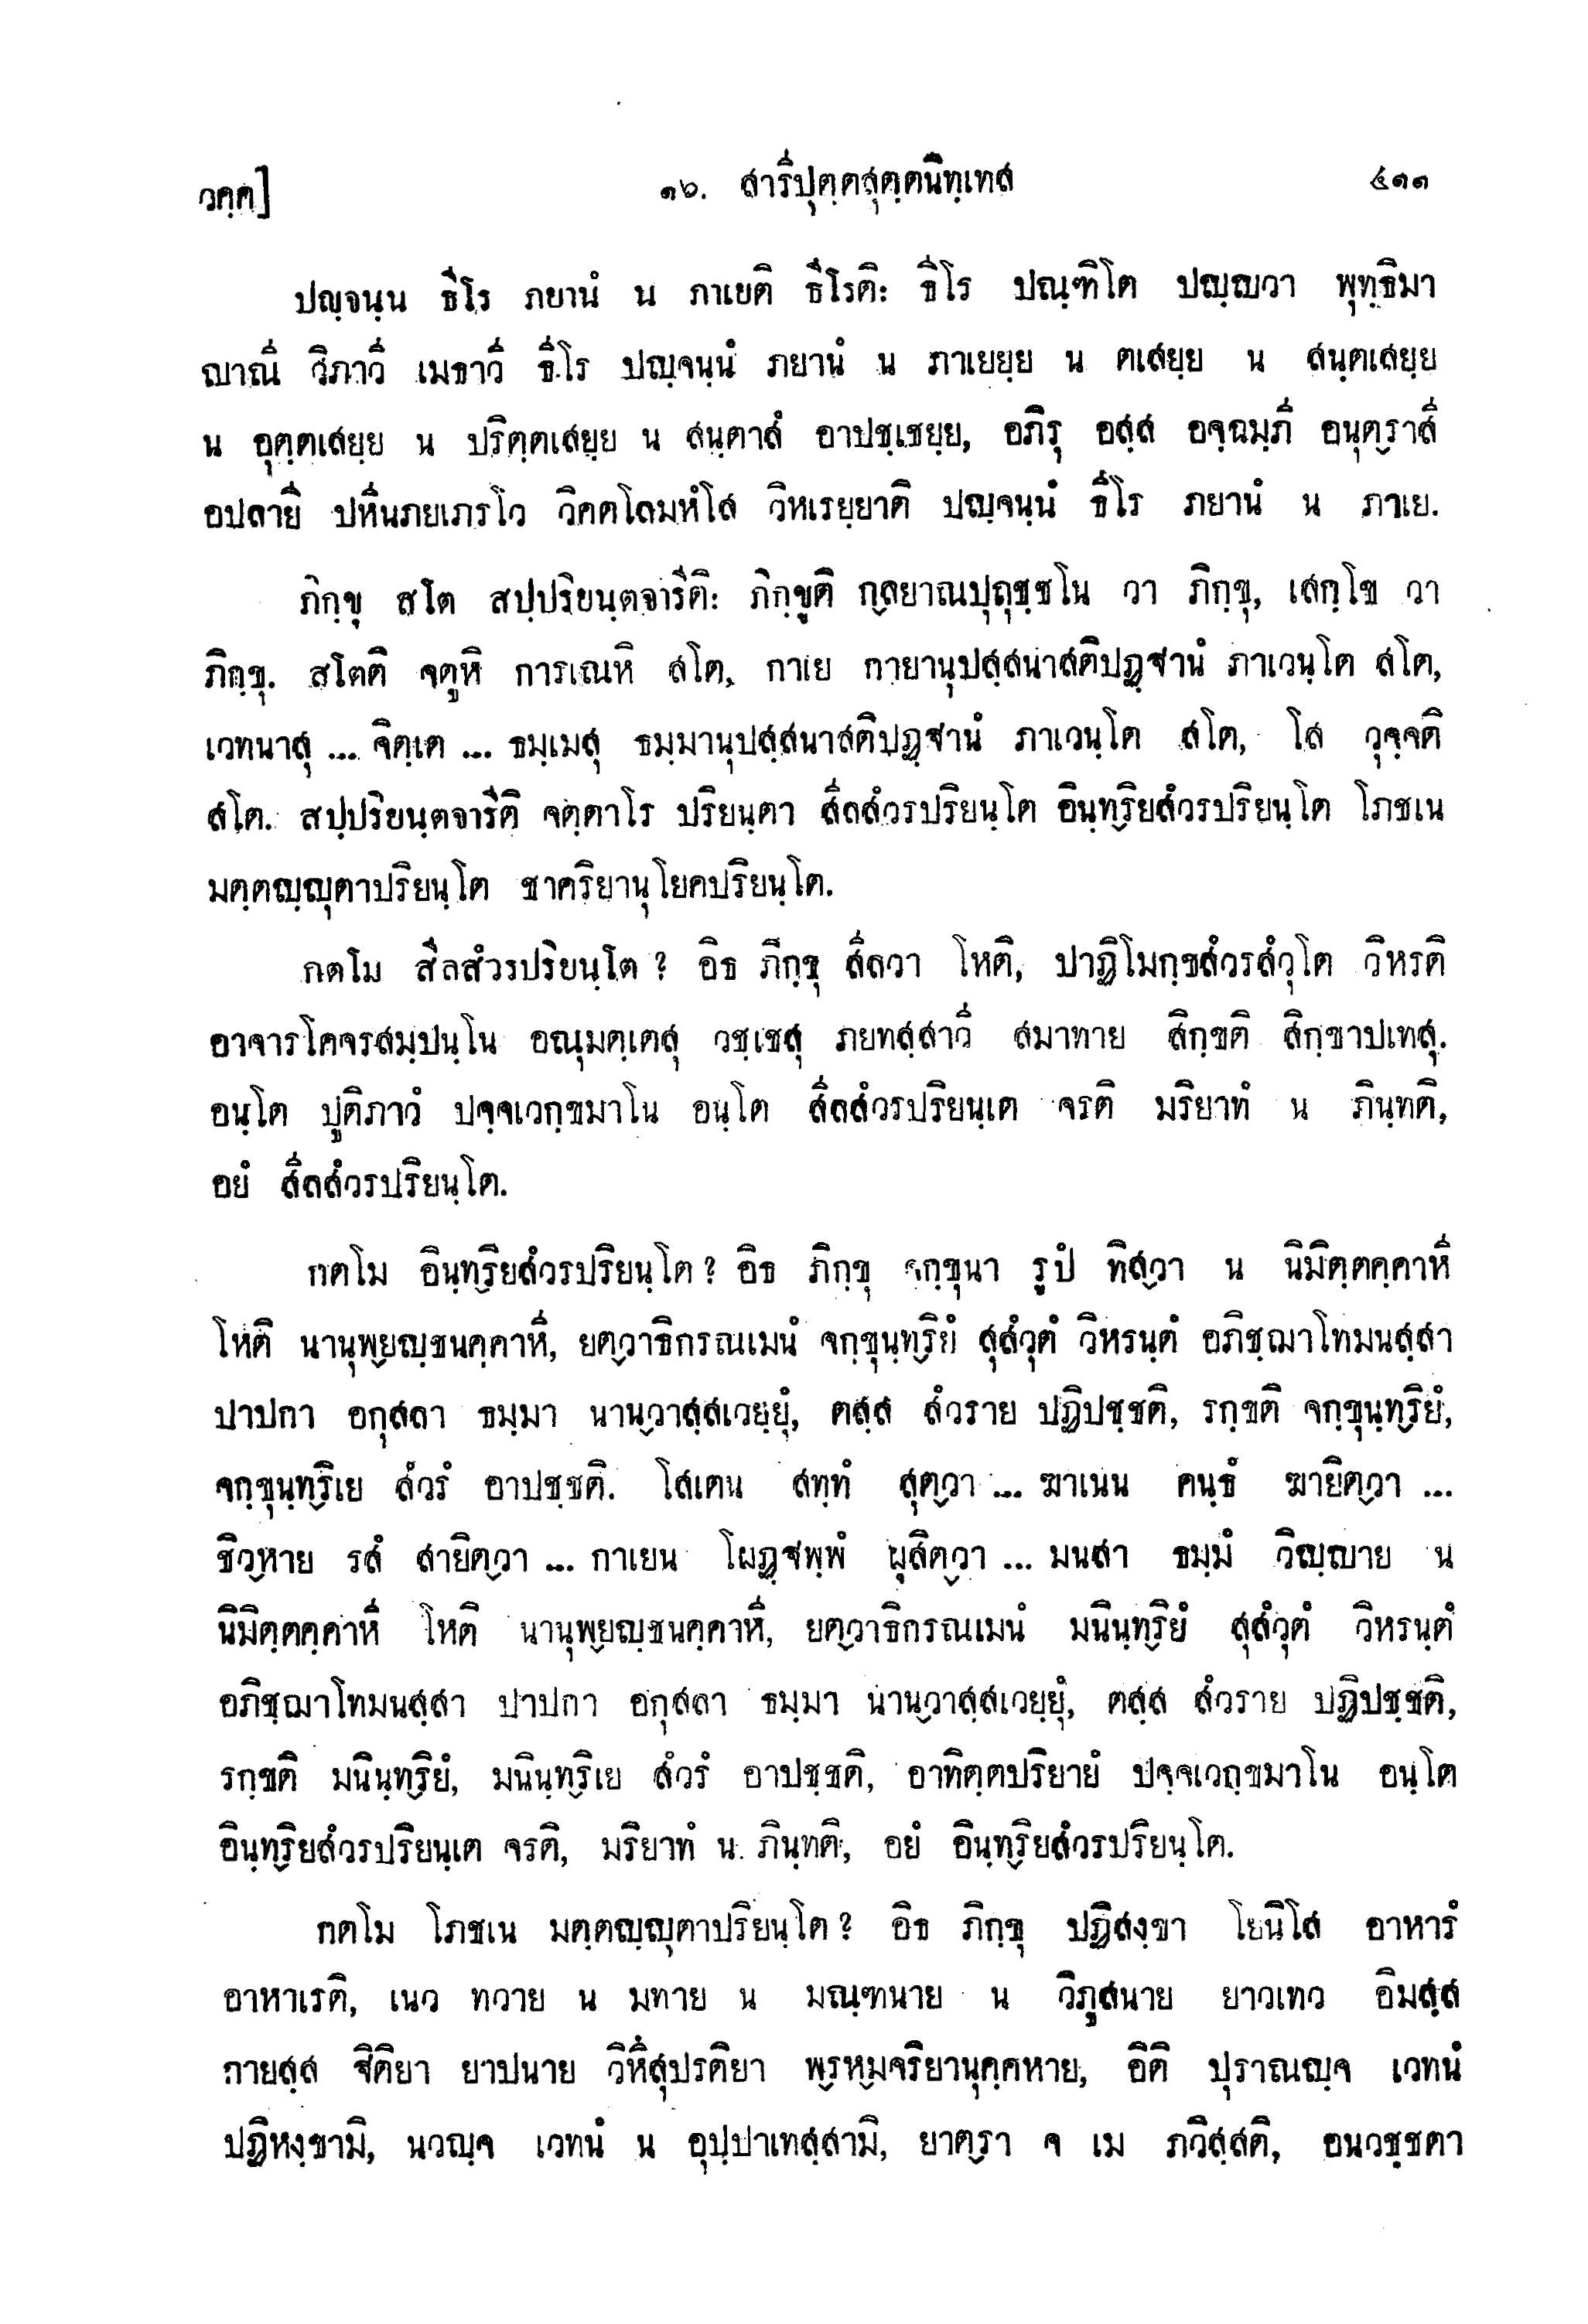 วคฺค]
๑๖. สารีปุตฺตสุตฺตนิทฺเทส
๔๑๑
ปญฺจนฺน ธีโร ภยานํ น ภาเยติ ธีโรติ: ธีโร ปณฺฑิโต ปญฺญวา พุทฺธิมา
ญาณี วิภาวี เมธาวี ธีโร ปญฺจนฺนํ ภยานํ น ภาเยยฺย น ตเสยฺย น สนฺตเสยฺย
น อุตฺตเสยฺย น ปริตฺตเสยฺย น สนฺตาสํ อาปชฺเชยฺย, อภิรุ อสฺส อจฺฉมฺภี อนุตฺราสี
อปลายี ปหีนภยเภรโว วิคตโลมหํโส วิหเรยฺยาติ ปญฺจนฺนํ ธีโร ภยานํ น ภาเย.
ภิกฺขุ สโต สปฺปริยนฺตจารีติ: ภิกฺขูติ กลฺยาณปุถุชฺชโน วา ภิกฺขุ, เสกฺโข วา
ภิกฺขุ. สโตติ จตูหิ การเณหิ สโต, กาเย กายานุปสฺสนาสติปฏฺฐานํ ภาเวนฺโต สโต,
เวทนาสุ ... จิตฺเต ... ธมฺเมสุ ธมฺมานุปสฺสนาสติปฏฺฐานํ ภาเวนฺโต สโต, โส วุจฺจติ
สโต. สปฺปริยนฺตจารีติ จตฺตาโร ปริยนฺตา สีลสํวรปริยนฺโต อินฺทฺริยสํวรปริยนฺโต โภชเน
มตฺตญฺญุตาปริยนฺโต ชาคริยานุโยคปริยนฺโต.
กตโม สีลสํวรปริยนฺโต ? อิธ ภิกฺขุ สีลวา โหติ, ปาฏิโมกฺขสํวรสํวุโต วิหรติ
อาจารโคจรสมฺปนฺโน อณุมตฺเตสุ วชฺเชสุ ภยทสฺสาวี สมาทาย สิกฺขติ สิกฺขาปเทสุ.
อนฺโต ปูติภาวํ ปจฺจเวกฺขมาโน อนฺโต สีลสํวรปริยนฺเต จรติ มริยาทํ น ภินฺทติ,
อยํ สีลสํวรปริยนฺโต.
กตโม อินฺทฺริยสํวรปริยนฺโต ? อิธ ภิกฺขุ จกฺขุนา รูปํ ทิสฺวา น นิมิตฺตคฺคาหี
โหติ นานุพฺยญฺชนคฺคาหี, ยตฺวาธิกรณเมนํ จกฺขุนฺทฺริยํ สุสํวุตํ วิหรนฺตํ อภิชฺฌาโทมนสฺสา
ปาปกา อกุสลา ธมฺมา นานฺวาสฺสเวยฺยุํ, ตสฺส สํวราย ปฏิปชฺชติ, รกฺขติ จกฺขุนฺทฺริยํ,
จกฺขุนฺทฺริเย สํวรํ อาปชฺชติ. โสเตน สทฺทํ สุตฺวา ... ฆาเนน คนฺธํ ฆายิตฺวา ...
ชิวฺหาย รสํ สายิตฺวา ... กาเยน โผฏฺฐพฺพํ ผุสิตฺวา ... มนสา ธมฺมํ วิญฺญาย น
นิมิตฺตคฺคาหี โหติ นานุพฺยญฺชนคฺคาหี, ยตฺวาธิกรณเมนํ มนินฺทฺริยํ สุสํวุตํ วิหรนฺตํ
อภิชฺฌาโทมนสฺสา ปาปกา อกุสลา ธมฺมา นานฺวาสฺสเวยฺยุํ, ตสฺส สํวราย ปฏิปชฺชติ,
รกฺขติ มนินฺทฺริยํ, มนินฺทฺริเย สํวรํ อาปชฺชติ, อาทิตฺตปริยายํ ปจฺจเวกฺขมาโน อนฺโต
อินฺทฺริยสํวรปริยนฺเต จรติ, มริยาทํ น ภินฺทติ, อยํ อินฺทฺริยสํวรปริยนฺโต.
กตโม โภชเน มตฺตญฺญุตาปริยนฺโต ? อิธ ภิกฺขุ ปฏิสงฺขา โยนิโส อาหารํ
อาหาเรติ, เนว ทวาย น มทาย น มณฺฑนาย น วิภูสนาย ยาวเทว อิมสฺส
กายสฺส ฐิติยา ยาปนาย วิหึสุปรติยา พฺรหฺมจริยานุคฺคหาย, อิติ ปุราณญฺจ เวทนํ
ปฏิหงฺขามิ, นวญฺจ เวทนํ น อุปฺปาเทสฺสามิ, ยาตฺรา จ เม ภวิสฺสติ, อนวชฺชตา